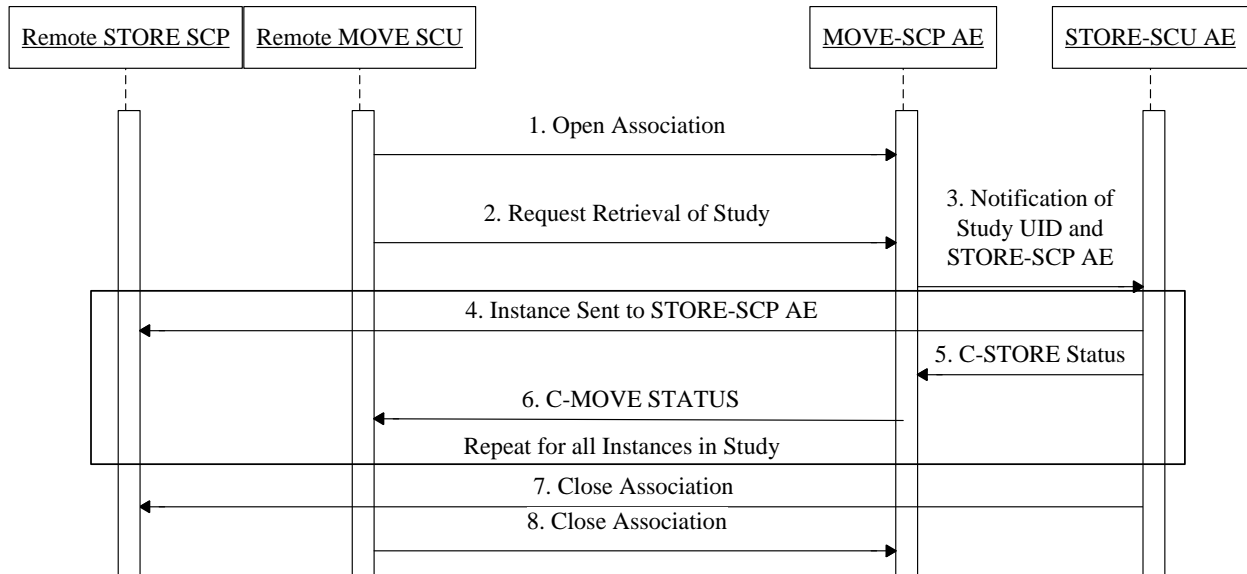 Remote STORE SCP
Remote MOVE SCU
MOVE-SCP AE
STORE-SCU AE
1. Open Association
2. Request Retrieval of Study
3. Notification of
Study UID and
STORE-SCP AE
4. Instance Sent to STORE-SCP AE
5. C-STORE Status
6. C-MOVE STATUS
Repeat for all Instances in Study
7. Close Association
8. Close Association